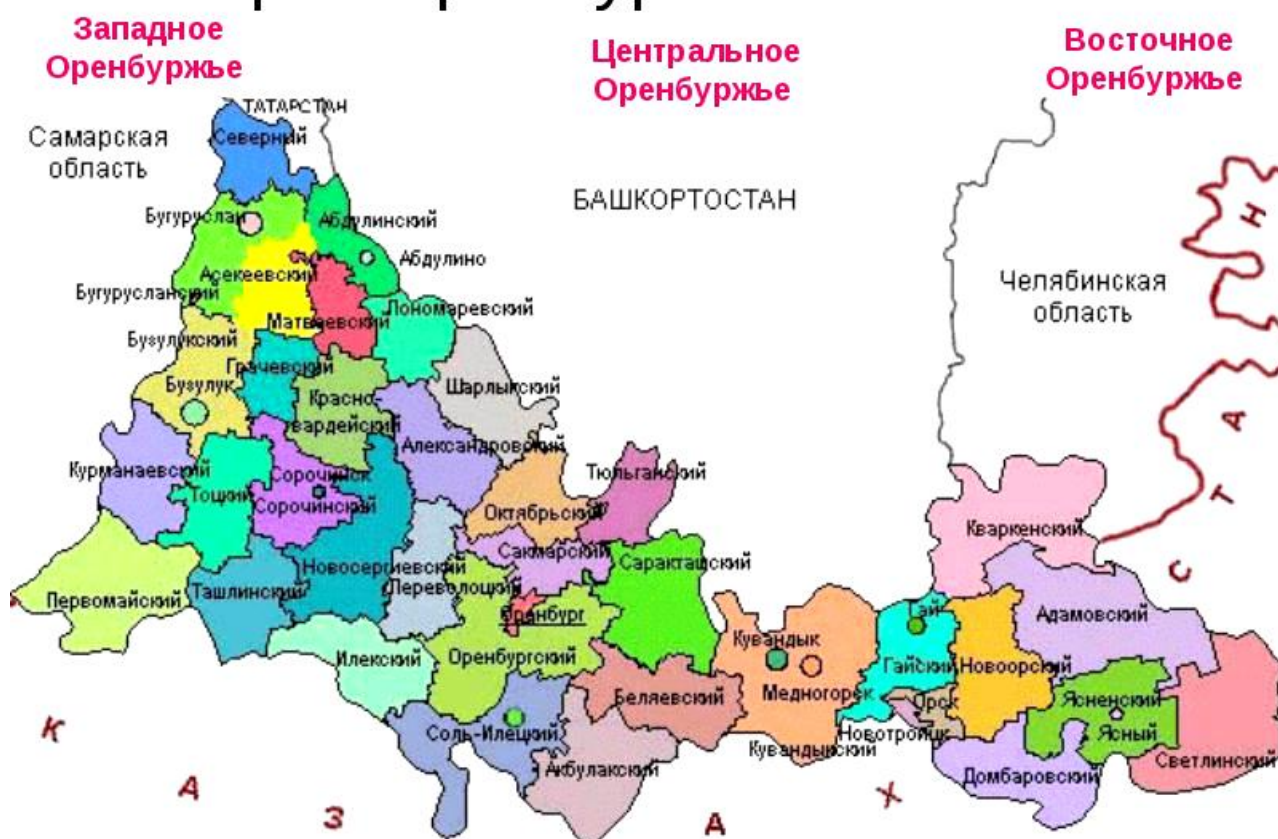 Западное
Оренбуржье
Центральное
Оренбуржье
Восточное
Оренбуржье
ТАТАРСТАН
Самарская
область
Северный
БАШКОРТОСТАН
Бугуруслан
Абдулинский
Абдулино
Асекеевский
Бугурусланский
Матвеевский
Пономаревский
Челябинская
область
Бузулукский
Грачевский
Бузулук
Шарлыкский
Красно-
гвардейский
Александровский
Курманаевский
Тоцкий
Сорочинск
Сорочинский
Тюльганский
Октябрьский
Кваркенский
Сакмарский
Саракташский
Новосергиевский
Переволоцкий
Ташлинский
Первомайский
Оренбург
Гай
Адамовский
Кувандык
Илекский
Оренбургский
Гайский
Новоорский
Беляевский
Медногорск
Ясненский
Орск
Соль-Илецкий
Новотроицк
Ясный
Кувандыкский
Светлинский
Акбулакский
Домбаровский
К А З А Х С Т А Н